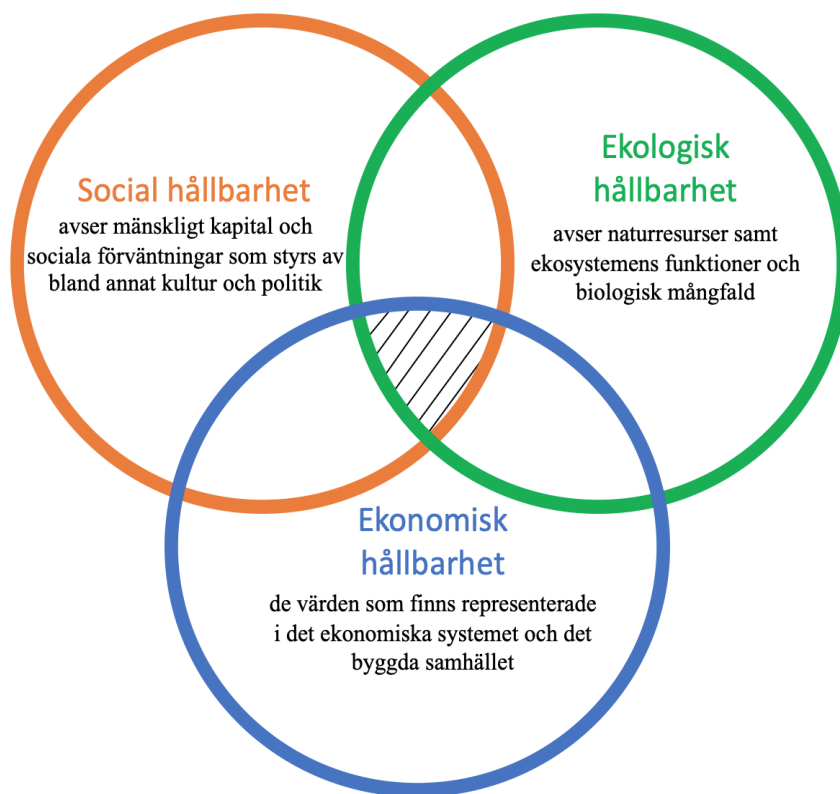 Social hållbarhet
avser mänskligt kapital och
sociala förväntningar som styrs av
bland annat kultur och politik
Ekologisk
hållbarhet
avser naturresurser samt
ekosystemens funktioner och
biologisk mångfald
Ekonomisk
hållbarhet
de värden som finns representerade
i det ekonomiska systemet och det
byggda samhället